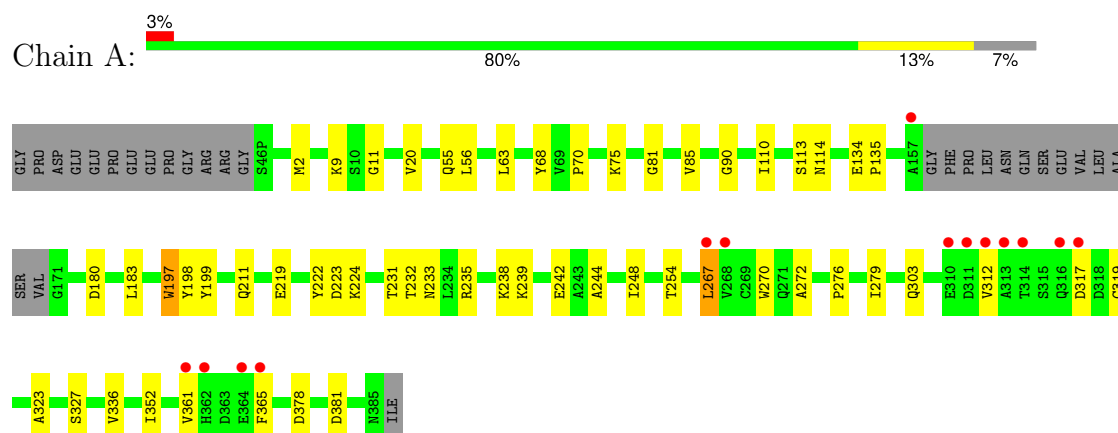 3%
Chain A:
80% 13% 7%
GLY PRO ASP GLU GLU PRO GLU GLU PRO GLY ARG ARG GLY S46P M2 K9 S10 G11 V20 Q55 L56 L63 Y68 V69 P70 K75 G81 V85 G90 I110 S113 N114 E134 P135 A157 GLY PHE PRO LEU ASN GLN SER GLU VAL LEU ALA
SER VAL G171 D180 L183 W197 Y198 Y199 Q211 E219 Y222 D223 K224 T231 T232 N233 L234 R235 K238 K239 E242 A243 A244 I248 T254 L267 V268 C269 W270 Q271 A272 P276 I279 Q303 E310 D311 V312 A313 T314 S315 Q316 D317 D318
A323 S327 V336 I352 V361 H362 D363 E364 F365 D378 D381 N385 ILE